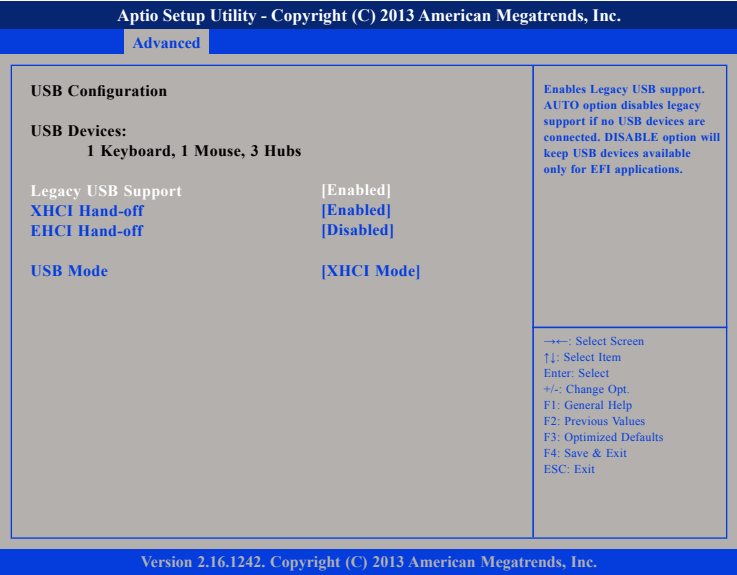 Aptio Setup Utility - Copyright (C) 2013 American Megatrends, Inc.
Advanced
USB Configuration
USB Devices:
1 Keyboard, 1 Mouse, 3 Hubs
Legacy USB Support [Enabled]
XHCI Hand-off [Enabled]
EHCI Hand-off [Disabled]
USB Mode [XHCI Mode]
Enables Legacy USB support.
AUTO option disables legacy
support if no USB devices are
connected. DISABLE option will
keep USB devices available
only for EFI applications.
→←: Select Screen
↑↓: Select Item
Enter: Select
+/-: Change Opt.
F1: General Help
F2: Previous Values
F3: Optimized Defaults
F4: Save & Exit
ESC: Exit
Version 2.16.1242. Copyright (C) 2013 American Megatrends, Inc.